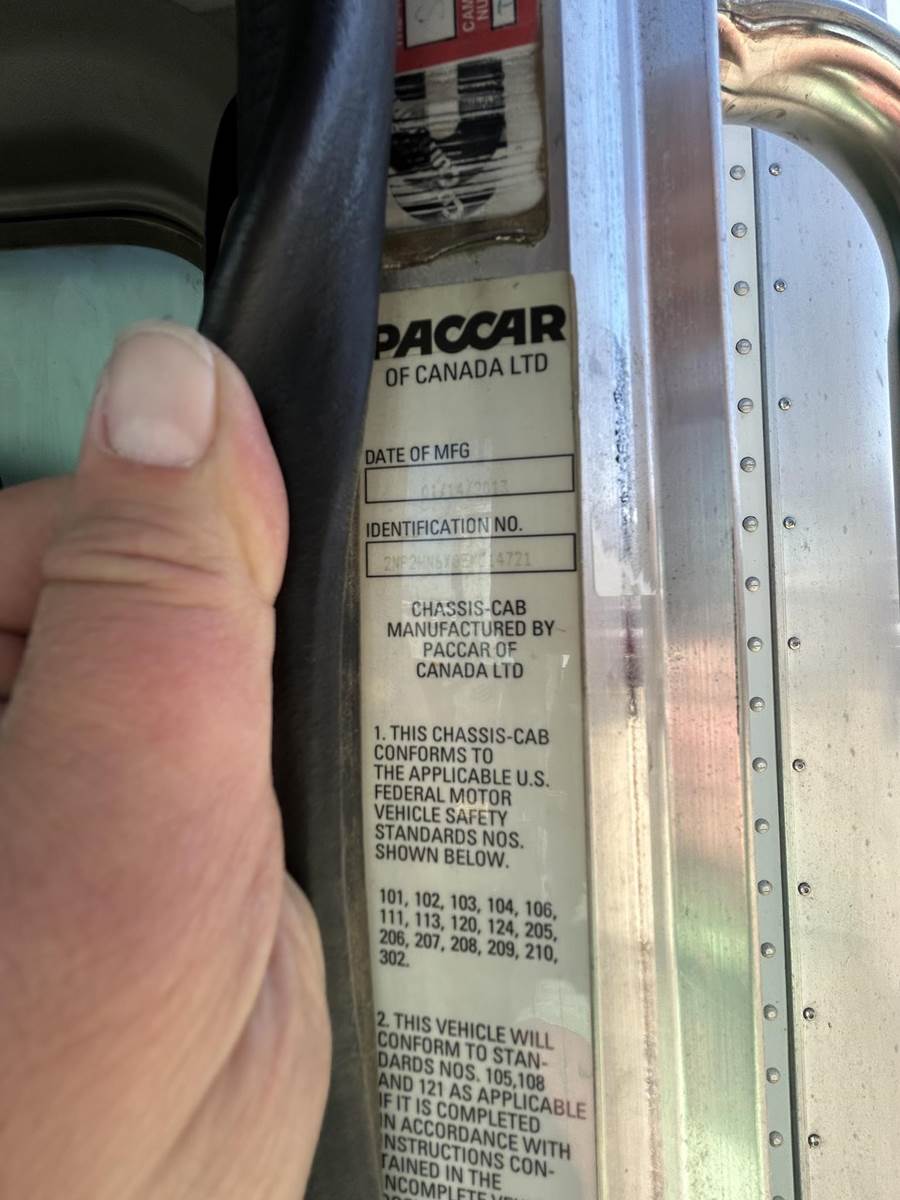 PACCAR
OF CANADA LTD
DATE OF MFG
01/14/2013
IDENTIFICATION NO.
CHASSIS-CAB
MANUFACTURED BY
PACCAR OF
CANADA LTD
1. THIS CHASSIS-CAB
CONFORMS TO
THE APPLICABLE U.S.
FEDERAL MOTOR
VEHICLE SAFETY
STANDARDS NOS.
SHOWN BELOW.
101, 102, 103, 104, 106,
111, 113, 120, 124, 205,
206, 207, 208, 209, 210,
302.
2. THIS VEHICLE WILL
CONFORM TO STAN-
DARDS NOS. 105,108
AND 121 AS APPLICABLE
IF IT IS COMPLETED
IN ACCORDANCE WITH
INSTRUCTIONS CON-
TAINED IN THE
INCOMPLETE